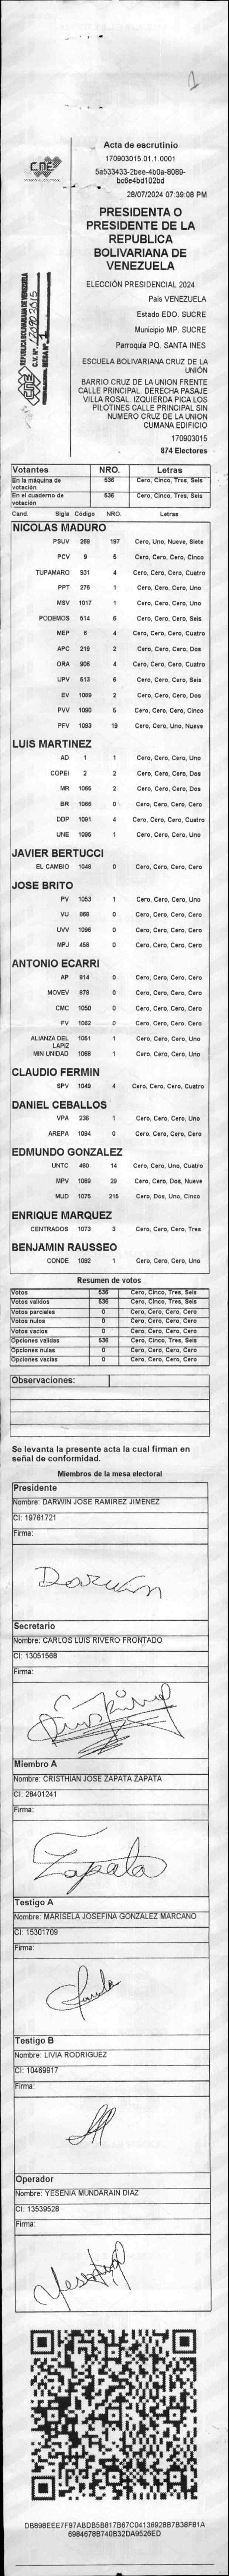 1
CNE
REPUBLICA BOLIVARIANA DE VENEZUELA
C.V. Nº: 170903015
MESA Nº 1
Acta de escrutinio
170903015.01.1.0001
5a533433-2bee-4b0a-8089-
bc6e4bd102bd
28/07/2024 07:39:08 PM
PRESIDENTA O
PRESIDENTE DE LA
REPUBLICA
BOLIVARIANA DE
VENEZUELA
ELECCIÓN PRESIDENCIAL 2024
Pais VENEZUELA
Estado EDO. SUCRE
Municipio MP. SUCRE
Parroquia PQ. SANTA INES
ESCUELA BOLIVARIANA CRUZ DE LA
UNIÓN
BARRIO CRUZ DE LA UNION FRENTE
CALLE PRINCIPAL. DERECHA PASAJE
VILLA ROSAL. IZQUIERDA PICA LOS
PILOTINES CALLE PRINCIPAL SIN
NUMERO CRUZ DE LA UNION
CUMANA EDIFICIO
170903015
874 Electores
Votantes NRO. Letras
En la máquina de votación 536 Cero, Cinco, Tres, Seis
En el cuaderno de votación 536 Cero, Cinco, Tres, Seis
Cand. Sigla Código NRO. Letras
NICOLAS MADURO
PSUV 269 197 Cero, Uno, Nueve, Siete
PCV 9 5 Cero, Cero, Cero, Cinco
TUPAMARO 931 4 Cero, Cero, Cero, Cuatro
PPT 276 1 Cero, Cero, Cero, Uno
MSV 1017 1 Cero, Cero, Cero, Uno
PODEMOS 514 6 Cero, Cero, Cero, Seis
MEP 6 4 Cero, Cero, Cero, Cuatro
APC 219 2 Cero, Cero, Cero, Dos
ORA 906 4 Cero, Cero, Cero, Cuatro
UPV 513 6 Cero, Cero, Cero, Seis
EV 1089 2 Cero, Cero, Cero, Dos
PVV 1090 5 Cero, Cero, Cero, Cinco
PFV 1093 19 Cero, Cero, Uno, Nueve
LUIS MARTINEZ
AD 1 1 Cero, Cero, Cero, Uno
COPEI 2 2 Cero, Cero, Cero, Dos
MR 1065 2 Cero, Cero, Cero, Dos
BR 1066 0 Cero, Cero, Cero, Cero
DDP 1091 4 Cero, Cero, Cero, Cuatro
UNE 1095 1 Cero, Cero, Cero, Uno
JAVIER BERTUCCI
EL CAMBIO 1048 0 Cero, Cero, Cero, Cero
JOSE BRITO
PV 1053 1 Cero, Cero, Cero, Uno
VU 868 0 Cero, Cero, Cero, Cero
UVV 1096 0 Cero, Cero, Cero, Cero
MPJ 458 0 Cero, Cero, Cero, Cero
ANTONIO ECARRI
AP 814 0 Cero, Cero, Cero, Cero
MOVEV 876 0 Cero, Cero, Cero, Cero
CMC 1050 0 Cero, Cero, Cero, Cero
FV 1062 0 Cero, Cero, Cero, Cero
ALIANZA DEL LAPIZ 1061 1 Cero, Cero, Cero, Uno
MIN UNIDAD 1068 1 Cero, Cero, Cero, Uno
CLAUDIO FERMIN
SPV 1049 4 Cero, Cero, Cero, Cuatro
DANIEL CEBALLOS
VPA 236 1 Cero, Cero, Cero, Uno
AREPA 1094 0 Cero, Cero, Cero, Cero
EDMUNDO GONZALEZ
UNTC 460 14 Cero, Cero, Uno, Cuatro
MPV 1069 29 Cero, Cero, Dos, Nueve
MUD 1075 215 Cero, Dos, Uno, Cinco
ENRIQUE MARQUEZ
CENTRADOS 1073 3 Cero, Cero, Cero, Tres
BENJAMIN RAUSSEO
CONDE 1092 1 Cero, Cero, Cero, Uno
Resumen de votos
Votos 536 Cero, Cinco, Tres, Seis
Votos validos 536 Cero, Cinco, Tres, Seis
Votos parciales 0 Cero, Cero, Cero, Cero
Votos nulos 0 Cero, Cero, Cero, Cero
Votos vacios 0 Cero, Cero, Cero, Cero
Opciones validas 536 Cero, Cinco, Tres, Seis
Opciones nulas 0 Cero, Cero, Cero, Cero
Opciones vacias 0 Cero, Cero, Cero, Cero
Observaciones:
Se levanta la presente acta la cual firman en
señal de conformidad.
Miembros de la mesa electoral
Presidente
Nombre: DARWIN JOSE RAMIREZ JIMENEZ
CI: 19761721
Firma:
Darwin
Secretario
Nombre: CARLOS LUIS RIVERO FRONTADO
CI: 13051568
Firma:
Miembro A
Nombre: CRISTHIAN JOSE ZAPATA ZAPATA
CI: 28401241
Firma:
Zapata
Testigo A
Nombre: MARISELA JOSEFINA GONZALEZ MARCANO
CI: 15301709
Firma:
Testigo B
Nombre: LIVIA RODRIGUEZ
CI: 10469917
Firma:
Operador
Nombre: YESENIA MUNDARAIN DIAZ
CI: 13539528
Firma:
DB898EEE7F97ABDB5B817B67C04136928B7B38F81A
6984678B740B32DA9526ED